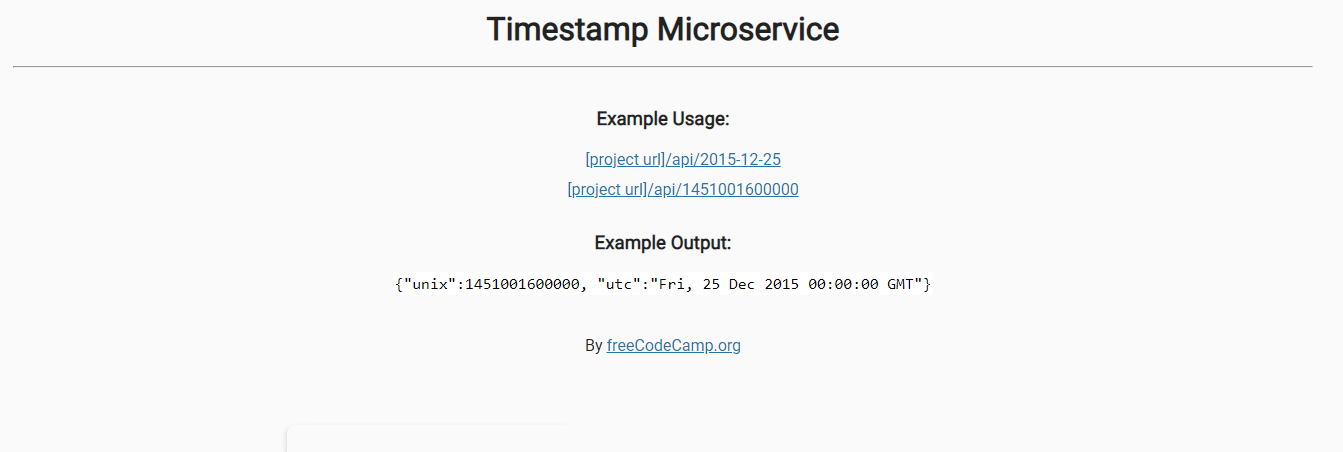 Timestamp Microservice
Example Usage:
[project url]/api/2015-12-25
[project url]/api/1451001600000
Example Output:
{"unix":1451001600000, "utc":"Fri, 25 Dec 2015 00:00:00 GMT"}
By freeCodeCamp.org